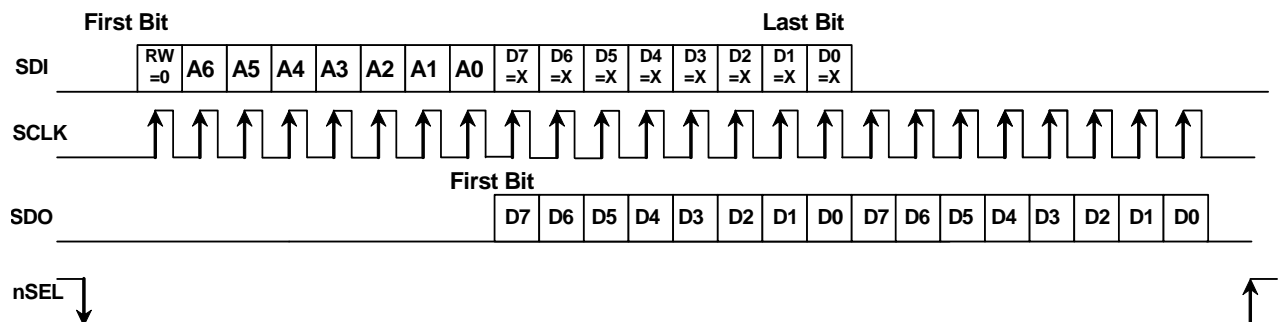 First Bit Last Bit
SDI RW =0 A6 A5 A4 A3 A2 A1 A0 D7 =X D6 =X D5 =X D4 =X D3 =X D2 =X D1 =X D0 =X
SCLK
First Bit
SDO D7 D6 D5 D4 D3 D2 D1 D0 D7 D6 D5 D4 D3 D2 D1 D0
nSEL